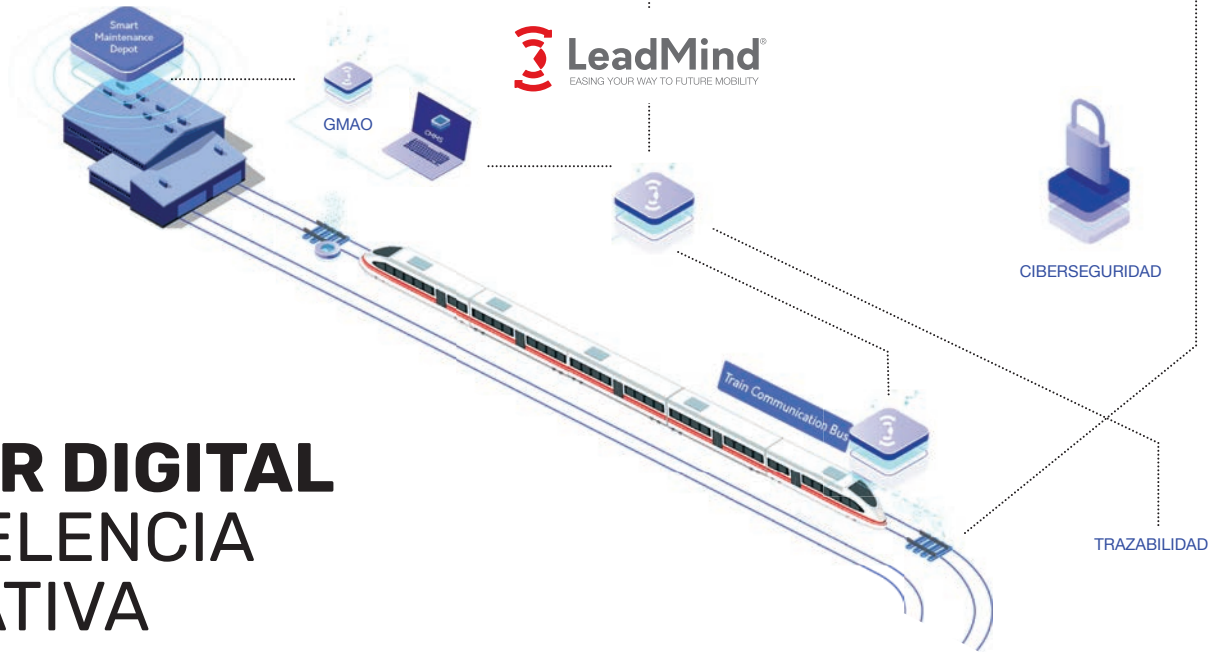 Smart
Maintenance
Depot
LeadMind®
EASING YOUR WAY TO FUTURE MOBILITY
GMAO
CMMS
CIBERSEGURIDAD
Train Communication Bus
R DIGITAL
ELENCIA
ATIVA
TRAZABILIDAD